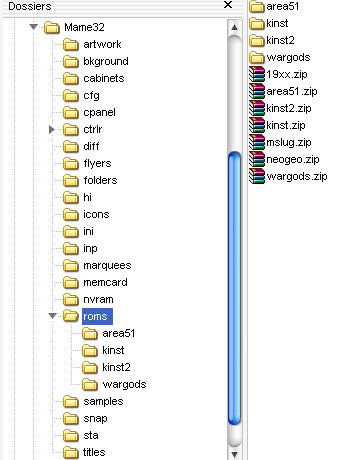 Dossiers
Mame32
artwork
bkground
cabinets
cfg
cpanel
ctrlr
diff
flyers
folders
hi
icons
ini
inp
marquees
memcard
nvram
roms
area51
kinst
kinst2
wargods
samples
snap
sta
titles
area51
kinst
kinst2
wargods
19xx.zip
area51.zip
kinst2.zip
kinst.zip
mslug.zip
neogeo.zip
wargods.zip